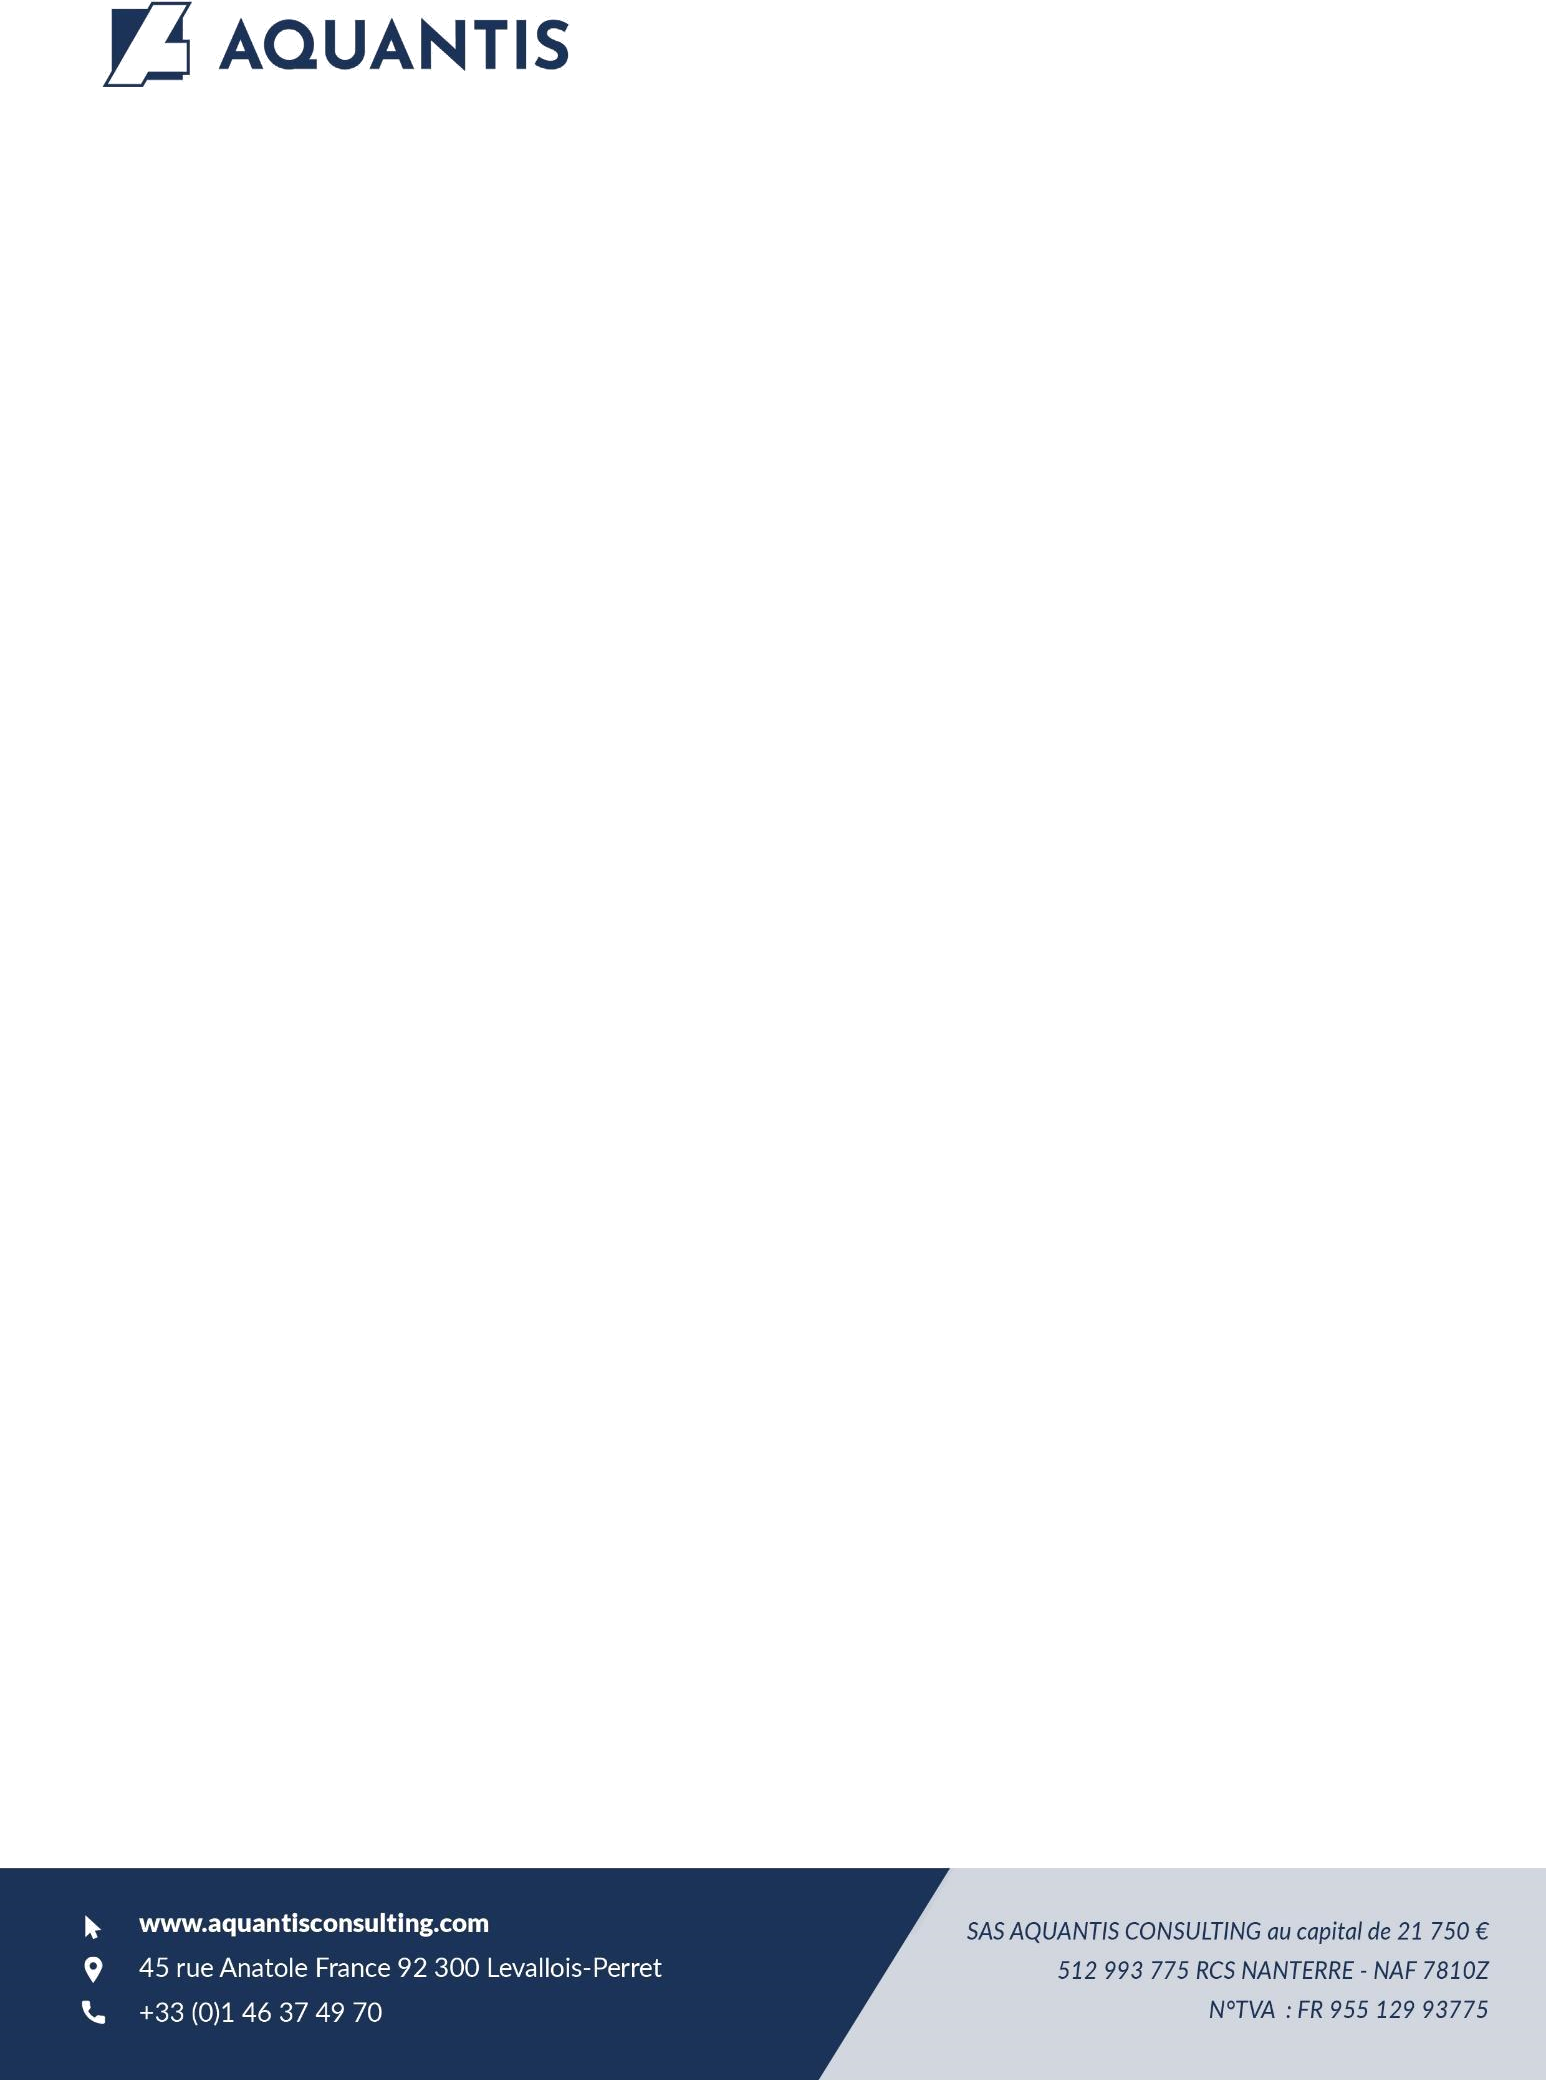 AQUANTIS
www.aquantisconsulting.com
45 rue Anatole France 92 300 Levallois-Perret
+33 (0)1 46 37 49 70
SAS AQUANTIS CONSULTING au capital de 21 750 €
512 993 775 RCS NANTERRE - NAF 7810Z
N°TVA : FR 955 129 93775